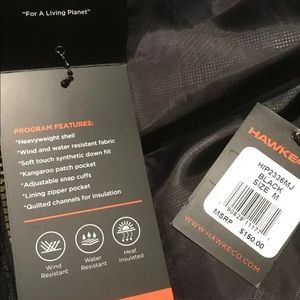 "For A Living Planet"
PROGRAM FEATURES:
*Heavyweight shell
*Wind and water resistant fabric
*Soft touch synthetic down fill
*Kangaroo patch pocket
*Adjustable snap cuffs
*Lining zipper pocket
*Quilted channels for insulation
Wind
Resistant
Water
Resistant
Heat
Insulated
HAWKE CO
HIP2336MJ
BLACK
SIZE M
MSRP $150.00
WWW.HAWKECO.COM